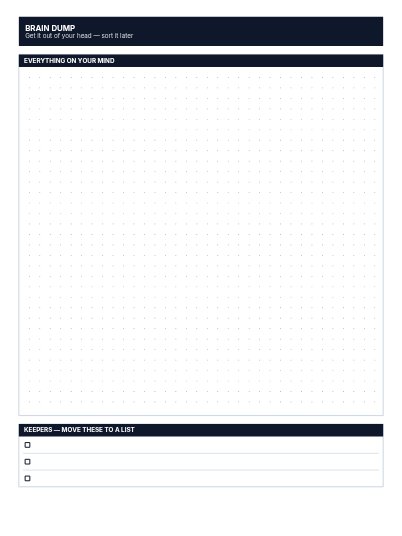 BRAIN DUMP
Get it out of your head — sort it later
EVERYTHING ON YOUR MIND
KEEPERS — MOVE THESE TO A LIST